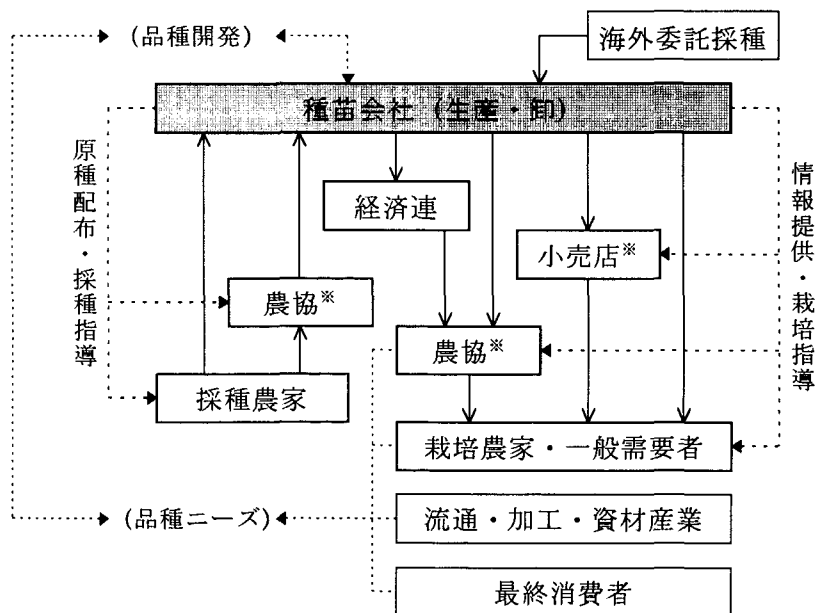 (品種開発)
海外委託採種
種苗会社(生産・卸)
原種配布・採種指導
情報提供・栽培指導
経済連
小売店※
農協※
農協※
採種農家
栽培農家・一般需要者
(品種ニーズ)
流通・加工・資材産業
最終消費者